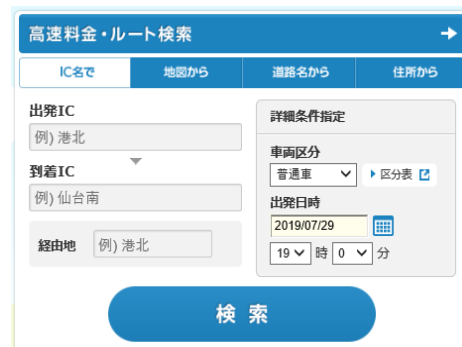 高速料金・ルート検索
IC名で
地図から
道路名から
住所から
出発IC
例) 港北
到着IC
例) 仙台南
経由地 例) 港北
詳細条件指定
車両区分
普通車 区分表
出発日時
2019/07/29
19 時 0 分
検索